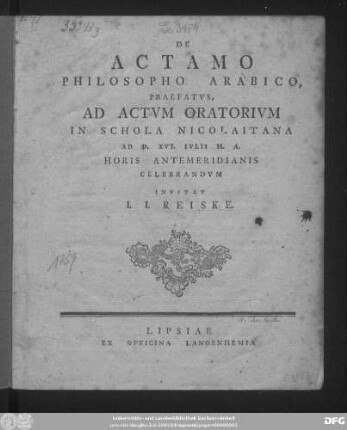 DE
ACTAMO
PHILOSOPHO ARABICO,
PRAEFATVS,
AD ACTVM ORATORIVM
IN SCHOLA NICOLAITANA
AD D. XVI. IVLII H. A.
HORIS ANTEMERIDIANIS
CELEBRANDVM
INVITAT
I. I. REISKE.
1759
LIPSIAE
EX OFFICINA LANGENHEMIA
DFG